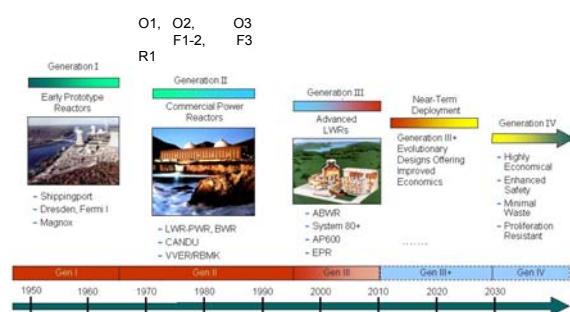 O1, O2, O3
F1-2, F3
R1
Generation I
Early Prototype
Reactors
- Shippingport
- Dresden, Fermi I
- Magnox
Generation II
Commercial Power
Reactors
- LWR-PWR, BWR
- CANDU
- VVER/RBMK
Generation III
Advanced
LWRs
- ABWR
- System 80+
- AP600
- EPR
Near-Term
Deployment
Generation III+
Evolutionary
Designs Offering
Improved
Economics
......
Generation IV
- Highly
Economical
- Enhanced
Safety
- Minimal
Waste
- Proliferation
Resistant
Gen I Gen II Gen III Gen III+ Gen IV
1950 1960 1970 1980 1990 2000 2010 2020 2030